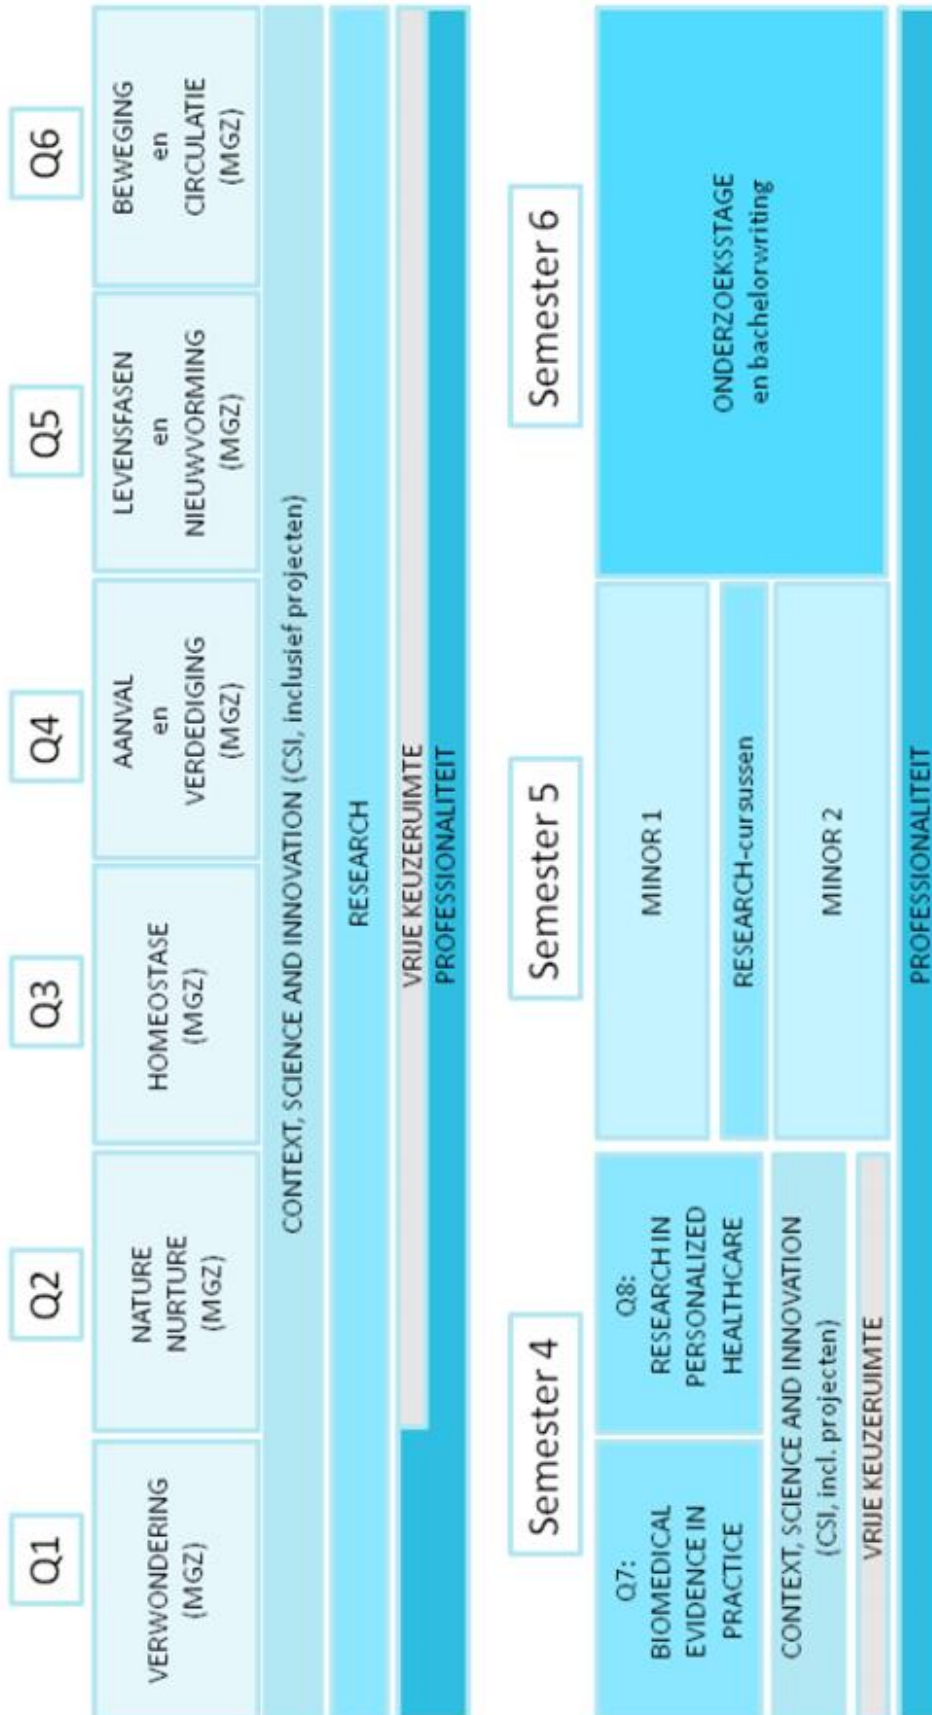 Q1
Q2
Q3
Q4
Q5
Q6
VERWONDERING
(MGZ)
NATURE
NURTURE
(MGZ)
HOMEOSTASE
(MGZ)
AANVAL
en
VERDEDIGING
(MGZ)
LEVENSFASEN
en
NIEUWVORMING
(MGZ)
BEWEGING
en
CIRCULATIE
(MGZ)
CONTEXT, SCIENCE AND INNOVATION (CSI, inclusief projecten)
RESEARCH
VRIJE KEUZERUIMTE
PROFESSIONALITEIT
Semester 4
Semester 5
Semester 6
Q7:
BIOMEDICAL
EVIDENCE IN
PRACTICE
Q8:
RESEARCH IN
PERSONALIZED
HEALTHCARE
CONTEXT, SCIENCE AND INNOVATION
(CSI, incl. projecten)
VRIJE KEUZERUIMTE
MINOR 1
RESEARCH-cursussen
MINOR 2
ONDERZOEKSSTAGE
en bachelorwriting
PROFESSIONALITEIT